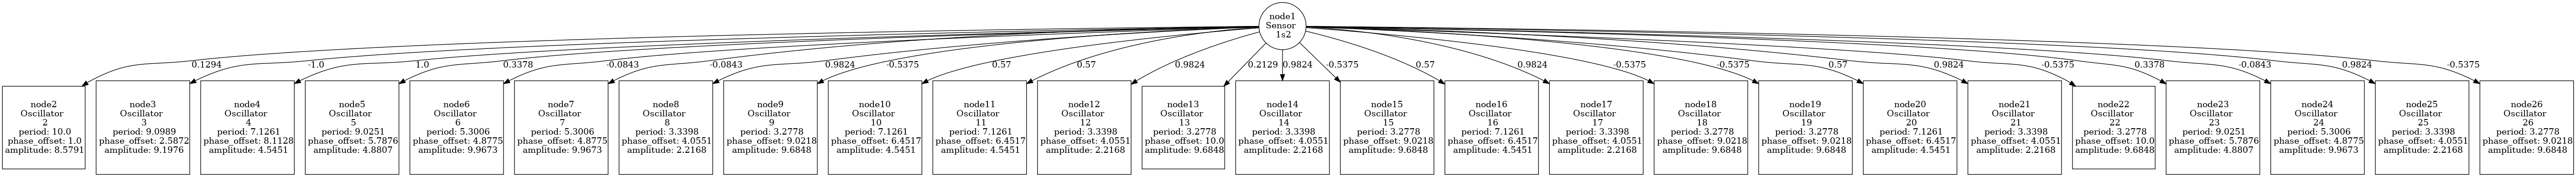 node1
Sensor
1s2
0.1294
-1.0
1.0
0.3378
-0.0843
-0.0843
0.9824
-0.5375
0.57
0.57
0.9824
0.2129
0.9824
-0.5375
0.57
0.9824
-0.5375
-0.5375
0.57
0.9824
-0.5375
0.3378
-0.0843
0.9824
-0.5375
node2
Oscillator
2
period: 10.0
phase_offset: 1.0
amplitude: 8.5791
node3
Oscillator
3
period: 9.0989
phase_offset: 2.5872
amplitude: 9.1976
node4
Oscillator
4
period: 7.1261
phase_offset: 8.1128
amplitude: 4.5451
node5
Oscillator
5
period: 9.0251
phase_offset: 5.7876
amplitude: 4.8807
node6
Oscillator
6
period: 5.3006
phase_offset: 4.8775
amplitude: 9.9673
node7
Oscillator
7
period: 5.3006
phase_offset: 4.8775
amplitude: 9.9673
node8
Oscillator
8
period: 3.3398
phase_offset: 4.0551
amplitude: 2.2168
node9
Oscillator
9
period: 3.2778
phase_offset: 9.0218
amplitude: 9.6848
node10
Oscillator
10
period: 7.1261
phase_offset: 6.4517
amplitude: 4.5451
node11
Oscillator
11
period: 7.1261
phase_offset: 6.4517
amplitude: 4.5451
node12
Oscillator
12
period: 3.3398
phase_offset: 4.0551
amplitude: 2.2168
node13
Oscillator
13
period: 3.2778
phase_offset: 10.0
amplitude: 9.6848
node14
Oscillator
14
period: 3.3398
phase_offset: 4.0551
amplitude: 2.2168
node15
Oscillator
15
period: 3.2778
phase_offset: 9.0218
amplitude: 9.6848
node16
Oscillator
16
period: 7.1261
phase_offset: 6.4517
amplitude: 4.5451
node17
Oscillator
17
period: 3.3398
phase_offset: 4.0551
amplitude: 2.2168
node18
Oscillator
18
period: 3.2778
phase_offset: 9.0218
amplitude: 9.6848
node19
Oscillator
19
period: 3.2778
phase_offset: 9.0218
amplitude: 9.6848
node20
Oscillator
20
period: 7.1261
phase_offset: 6.4517
amplitude: 4.5451
node21
Oscillator
21
period: 3.3398
phase_offset: 4.0551
amplitude: 2.2168
node22
Oscillator
22
period: 3.2778
phase_offset: 10.0
amplitude: 9.6848
node23
Oscillator
23
period: 9.0251
phase_offset: 5.7876
amplitude: 4.8807
node24
Oscillator
24
period: 5.3006
phase_offset: 4.8775
amplitude: 9.9673
node25
Oscillator
25
period: 3.3398
phase_offset: 4.0551
amplitude: 2.2168
node26
Oscillator
26
period: 3.2778
phase_offset: 9.0218
amplitude: 9.6848